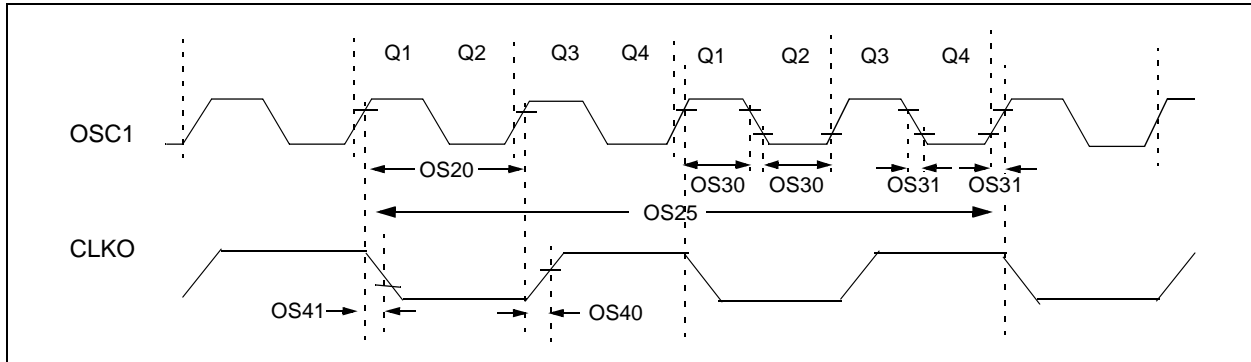 Q1 Q2 Q3 Q4 Q1 Q2 Q3 Q4
OSC1
OS20
OS30 OS30 OS31 OS31
OS25
CLKO
OS41 OS40